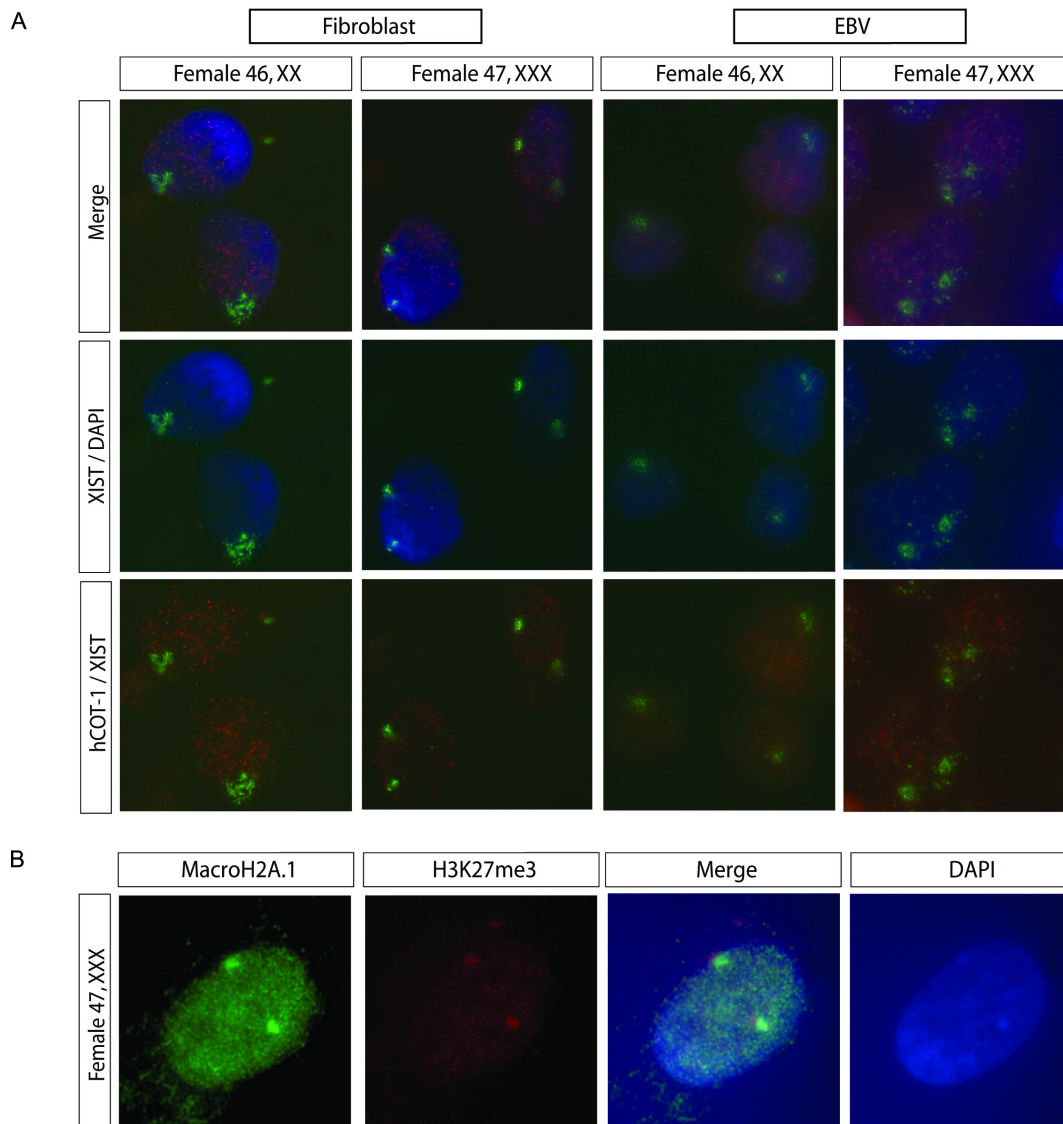 A
Fibroblast
EBV
Female 46, XX
Female 47, XXX
Female 46, XX
Female 47, XXX
Merge
XIST / DAPI
hCOT-1 / XIST
B
MacroH2A.1
H3K27me3
Merge
DAPI
Female 47, XXX